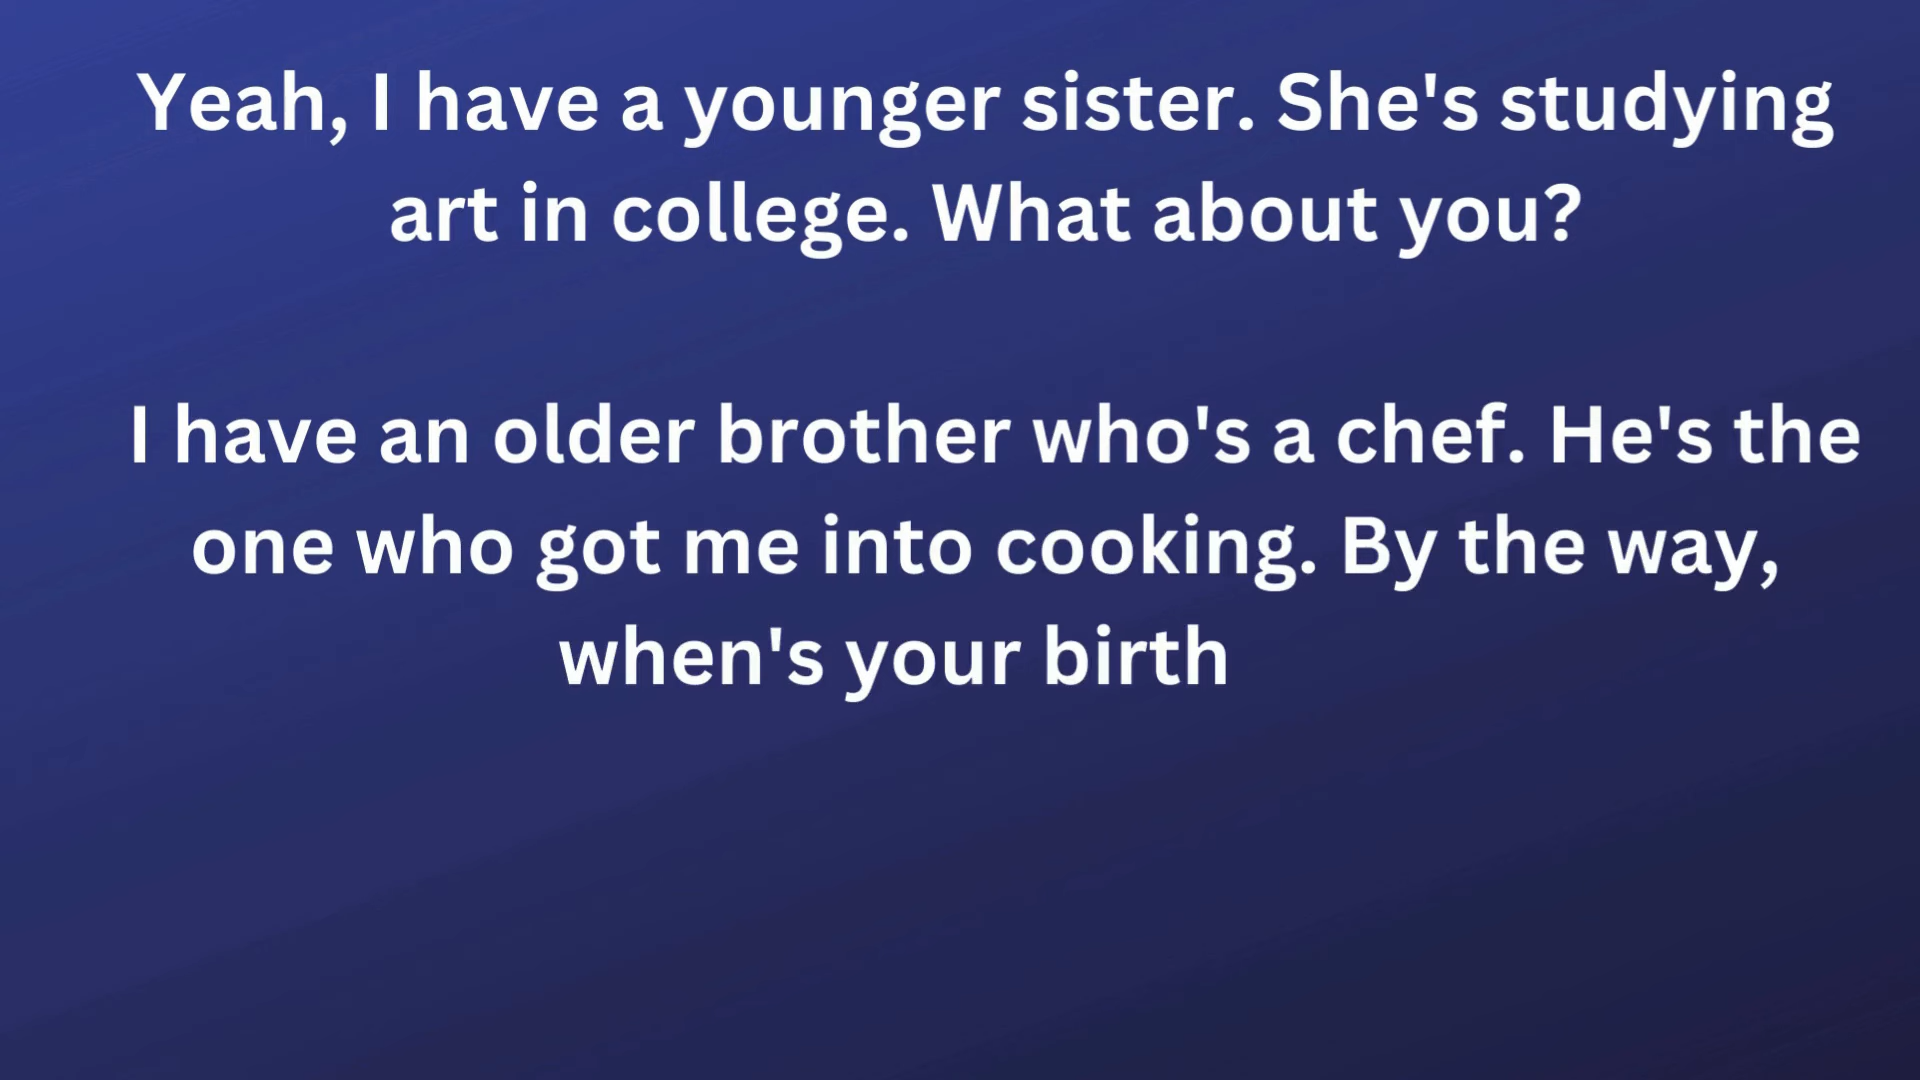 Yeah, I have a younger sister. She's studying
art in college. What about you?
I have an older brother who's a chef. He's the
one who got me into cooking. By the way,
when's your birth